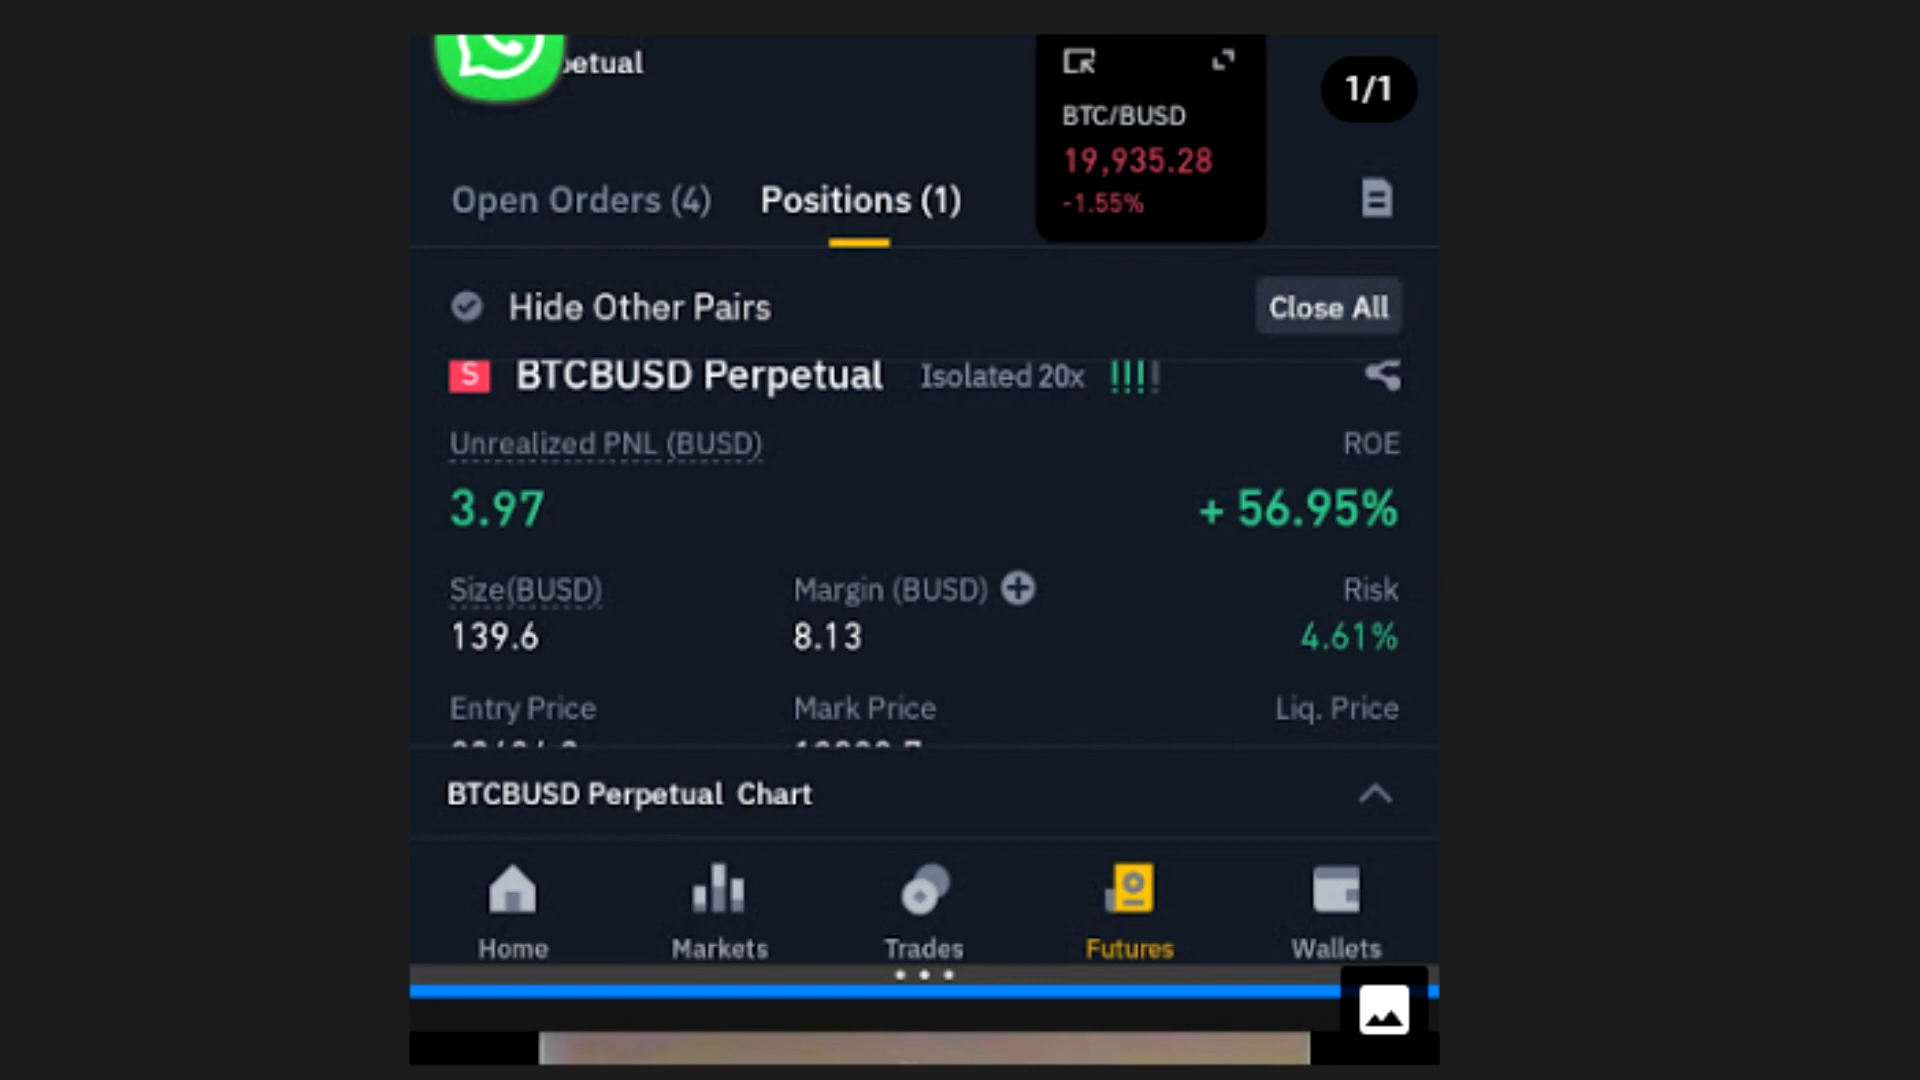 petual
1/1
BTC/BUSD
19,935.28
-1.55%
Open Orders (4) Positions (1)
Hide Other Pairs Close All
S BTCBUSD Perpetual Isolated 20x
Unrealized PNL (BUSD) ROE
3.97 + 56.95%
Size(BUSD) Margin (BUSD) Risk
139.6 8.13 4.61%
Entry Price Mark Price Liq. Price
BTCBUSD Perpetual Chart
Home Markets Trades Futures Wallets